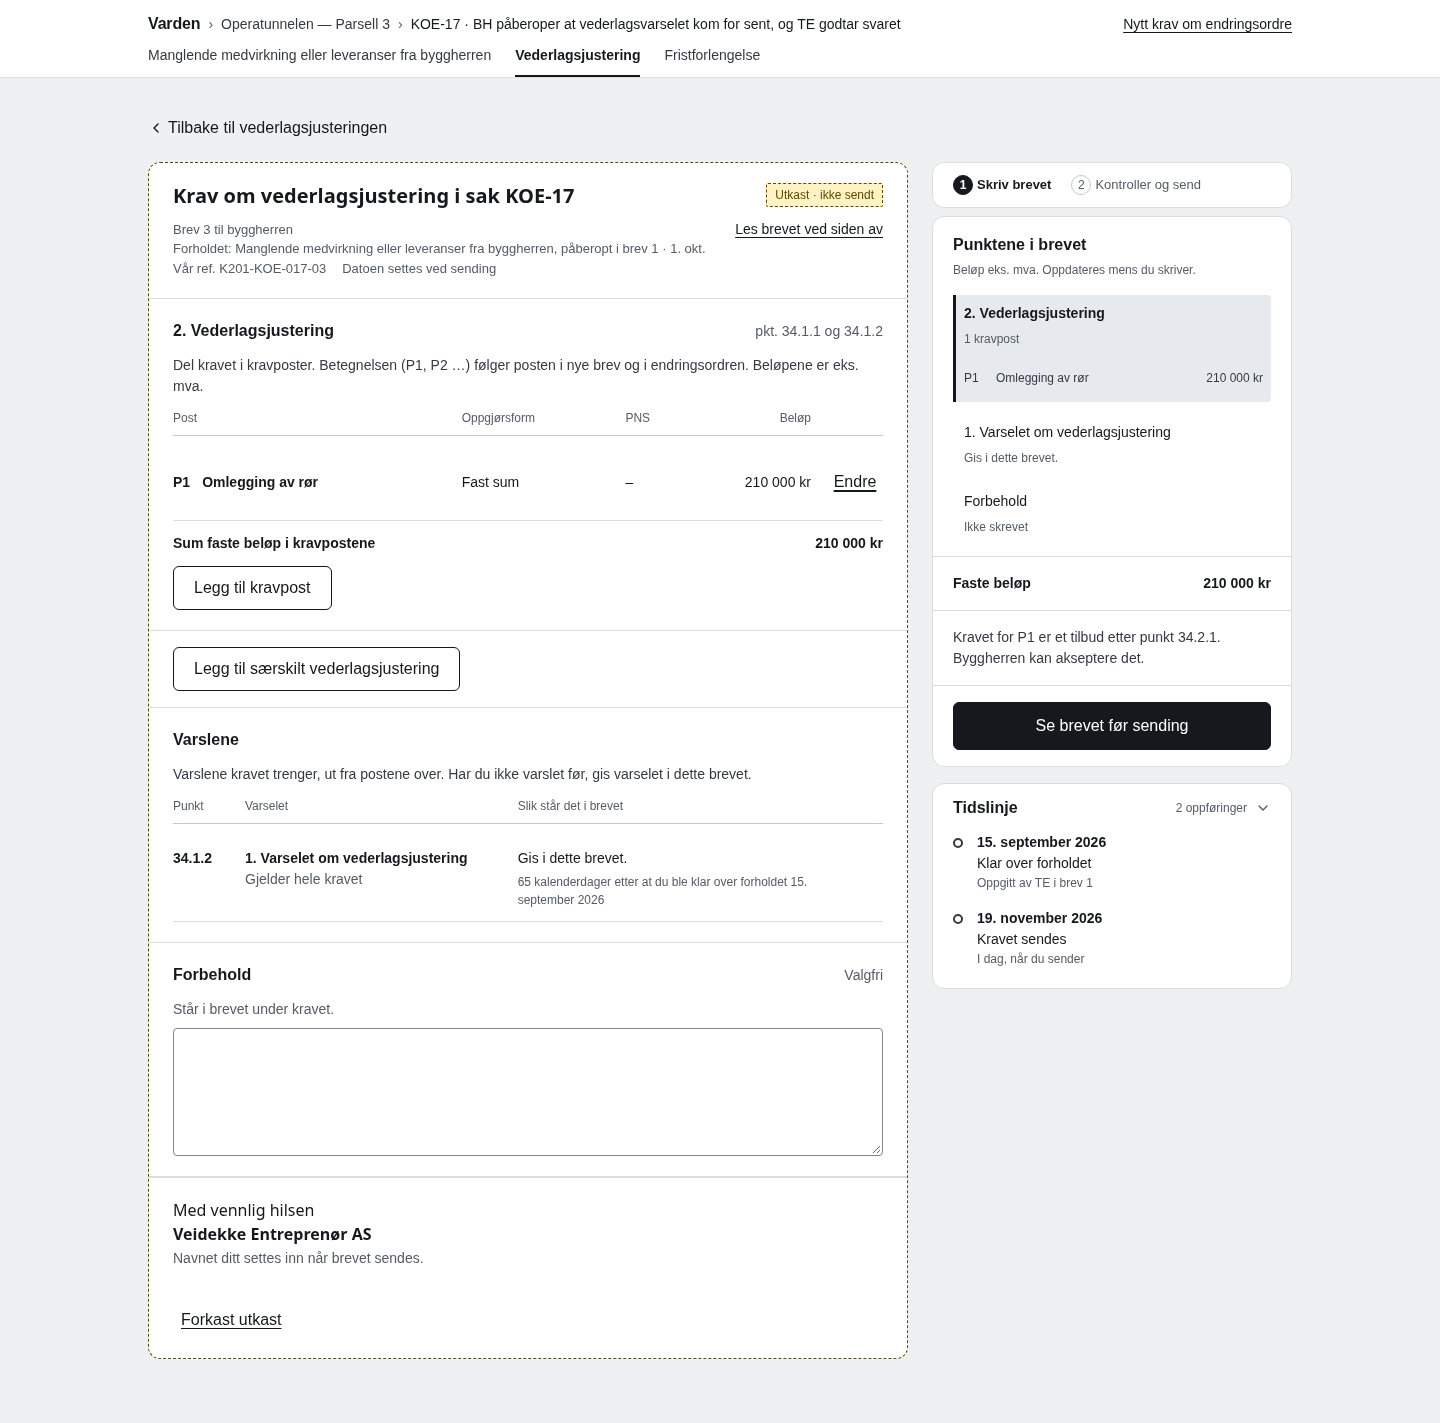 Varden › Operatunnelen — Parsell 3 › KOE-17 · BH påberoper at vederlagsvarselet kom for sent, og TE godtar svaret
Nytt krav om endringsordre
Manglende medvirkning eller leveranser fra byggherren Vederlagsjustering Fristforlengelse
Tilbake til vederlagsjusteringen
Krav om vederlagsjustering i sak KOE-17
Utkast · ikke sendt
Brev 3 til byggherren
Les brevet ved siden av
Forholdet: Manglende medvirkning eller leveranser fra byggherren, påberopt i brev 1 · 1. okt.
Vår ref. K201-KOE-017-03 Datoen settes ved sending
2. Vederlagsjustering
pkt. 34.1.1 og 34.1.2
Del kravet i kravposter. Betegnelsen (P1, P2 …) følger posten i nye brev og i endringsordren. Beløpene er eks.
mva.
Post Oppgjørsform PNS Beløp
P1 Omlegging av rør Fast sum – 210 000 kr Endre
Sum faste beløp i kravpostene 210 000 kr
Legg til kravpost
Legg til særskilt vederlagsjustering
Varslene
Varslene kravet trenger, ut fra postene over. Har du ikke varslet før, gis varselet i dette brevet.
Punkt Varselet Slik står det i brevet
34.1.2 1. Varselet om vederlagsjustering Gis i dette brevet.
Gjelder hele kravet
65 kalenderdager etter at du ble klar over forholdet 15.
september 2026
Forbehold
Valgfri
Står i brevet under kravet.
Med vennlig hilsen
Veidekke Entreprenør AS
Navnet ditt settes inn når brevet sendes.
Forkast utkast
1 Skriv brevet 2 Kontroller og send
Punktene i brevet
Beløp eks. mva. Oppdateres mens du skriver.
2. Vederlagsjustering
1 kravpost
P1 Omlegging av rør 210 000 kr
1. Varselet om vederlagsjustering
Gis i dette brevet.
Forbehold
Ikke skrevet
Faste beløp 210 000 kr
Kravet for P1 er et tilbud etter punkt 34.2.1.
Byggherren kan akseptere det.
Se brevet før sending
Tidslinje 2 oppføringer
15. september 2026
Klar over forholdet
Oppgitt av TE i brev 1
19. november 2026
Kravet sendes
I dag, når du sender